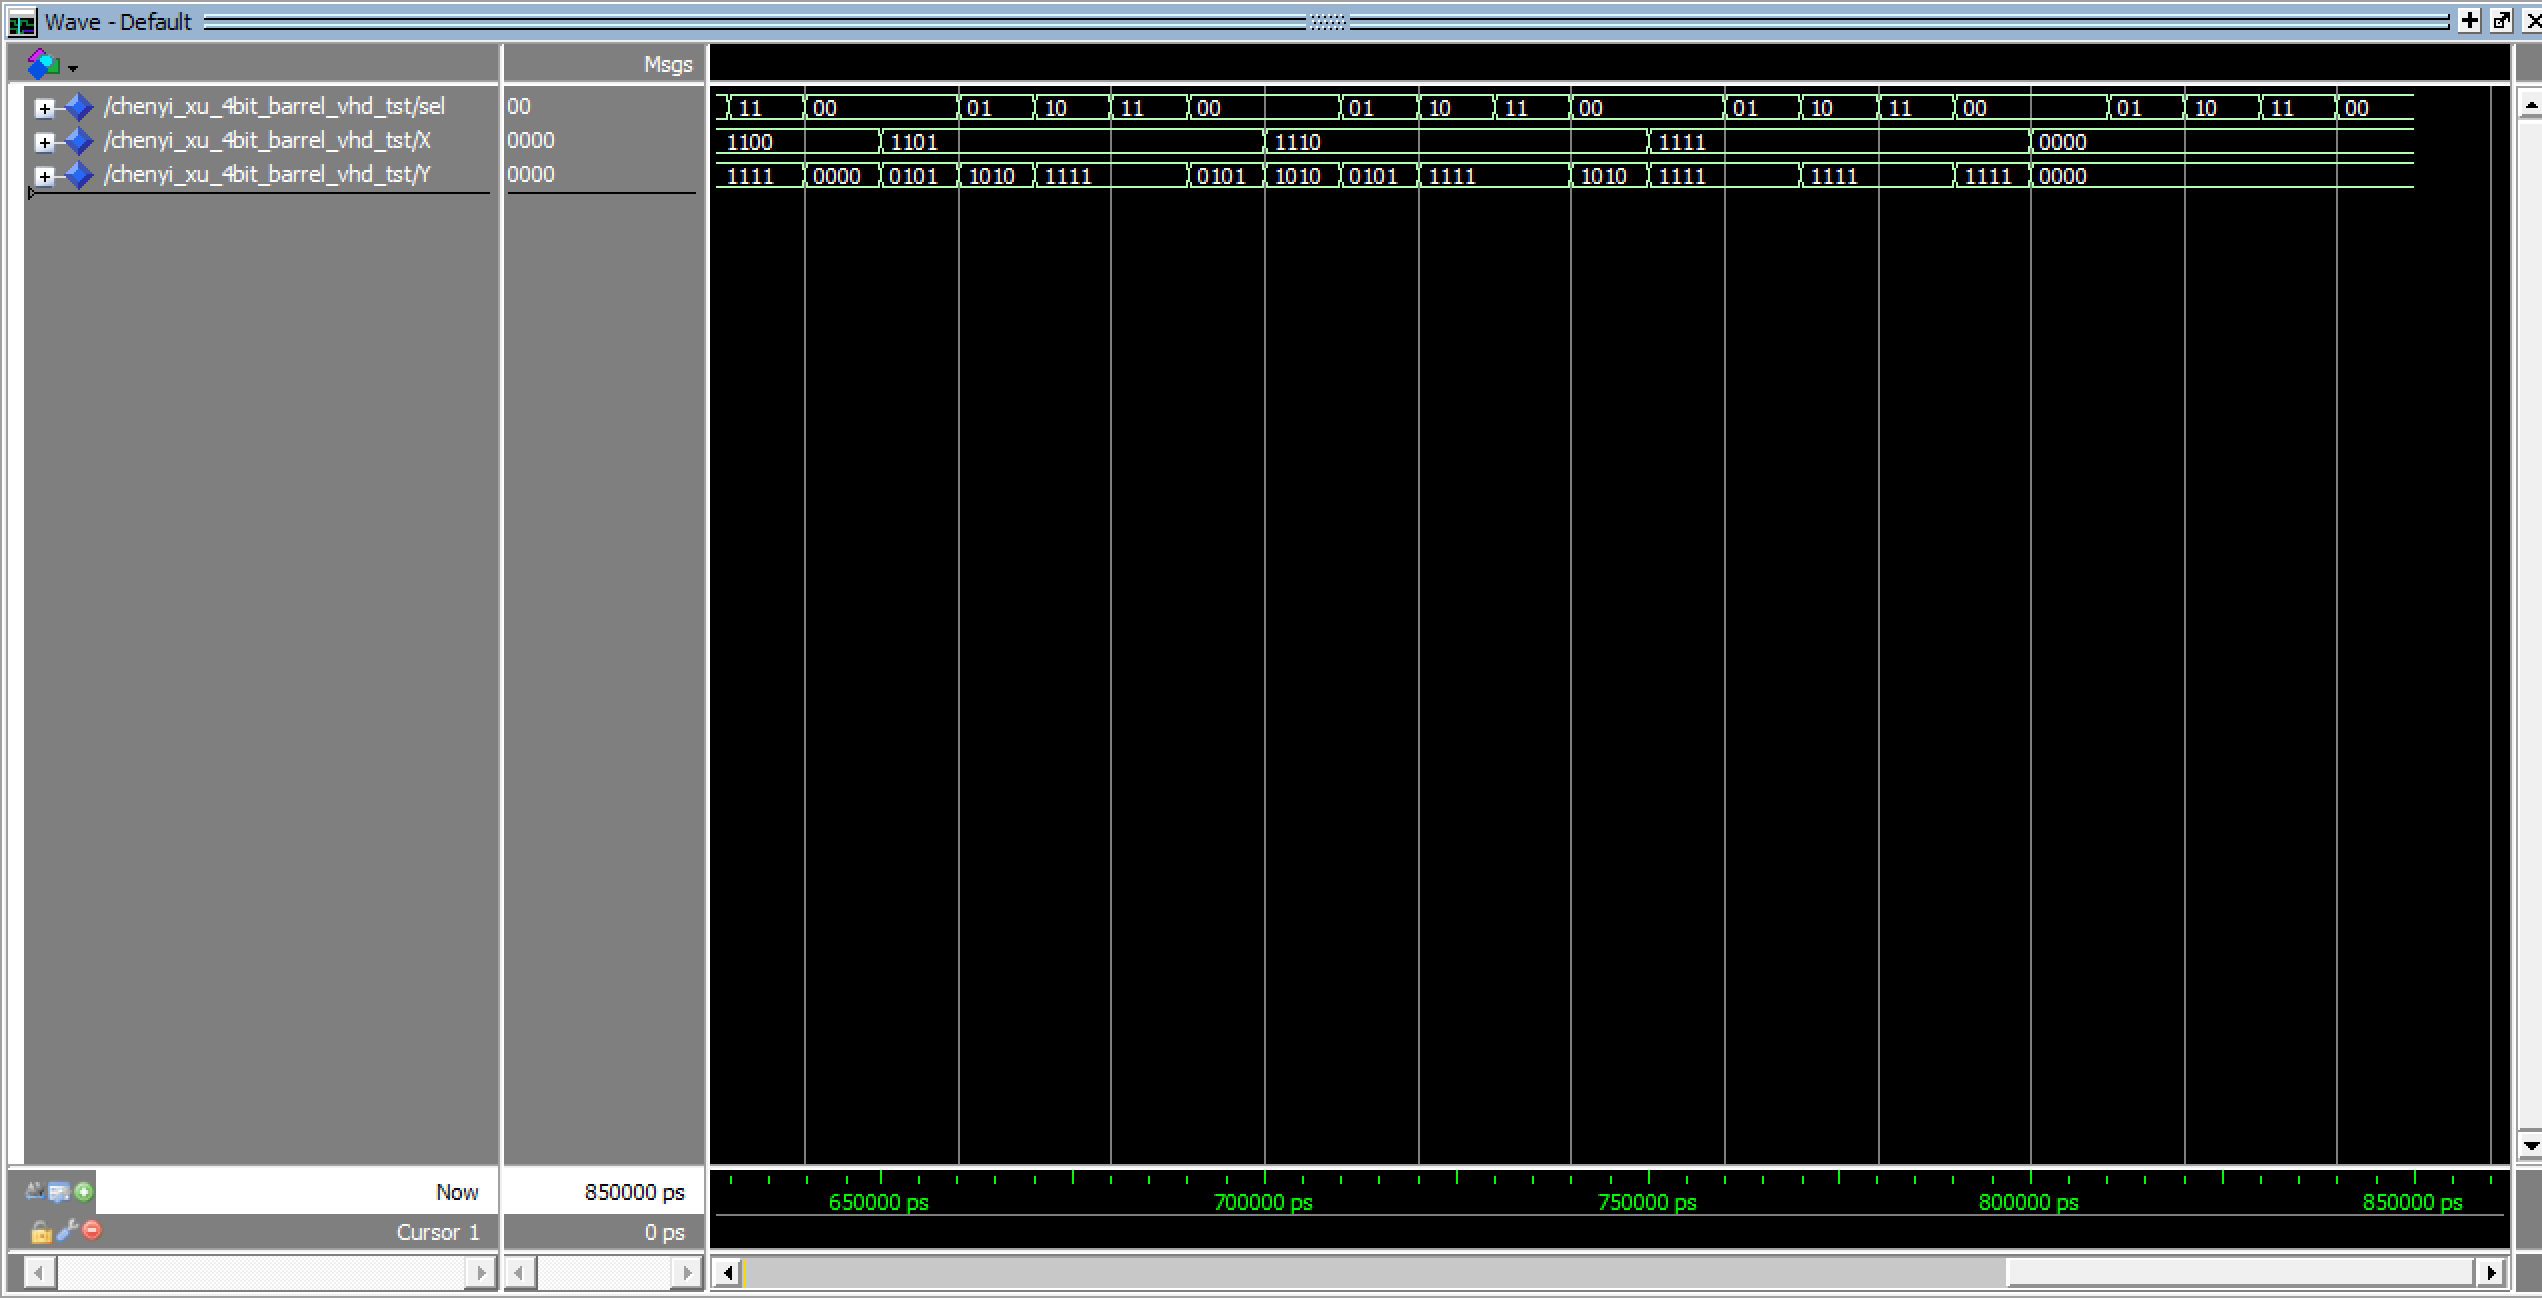 Wave - Default
Msgs
/chenyi_xu_4bit_barrel_vhd_tst/sel 00 11 00 01 10 11 00 01 10 11 00 01 10 11 00 01 10 11 00
/chenyi_xu_4bit_barrel_vhd_tst/X 0000 1100 1101 1110 1111 0000
/chenyi_xu_4bit_barrel_vhd_tst/Y 0000 1111 0000 0101 1010 1111 0101 1010 0101 1111 1010 1111 1111 1111 0000
Now 850000 ps 650000 ps 700000 ps 750000 ps 800000 ps 850000 ps
Cursor 1 0 ps